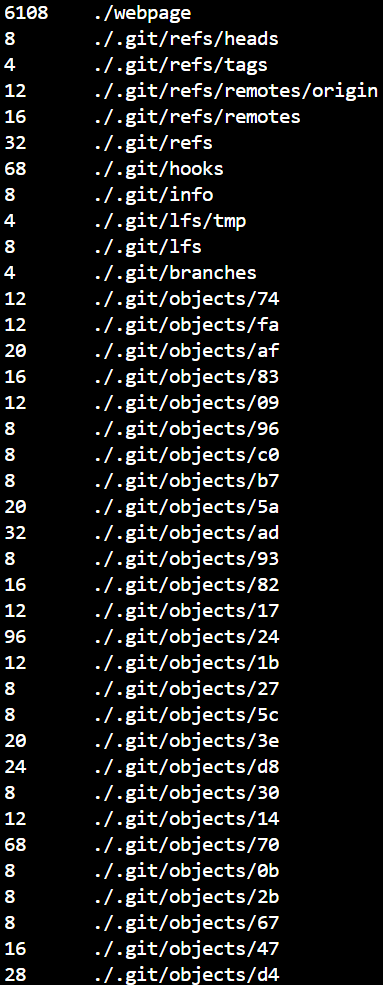 6108 ./webpage
8 ./.git/refs/heads
4 ./.git/refs/tags
12 ./.git/refs/remotes/origin
16 ./.git/refs/remotes
32 ./.git/refs
68 ./.git/hooks
8 ./.git/info
4 ./.git/lfs/tmp
8 ./.git/lfs
4 ./.git/branches
12 ./.git/objects/74
12 ./.git/objects/fa
20 ./.git/objects/af
16 ./.git/objects/83
12 ./.git/objects/09
8 ./.git/objects/96
8 ./.git/objects/c0
8 ./.git/objects/b7
20 ./.git/objects/5a
32 ./.git/objects/ad
8 ./.git/objects/93
16 ./.git/objects/82
12 ./.git/objects/17
96 ./.git/objects/24
12 ./.git/objects/1b
8 ./.git/objects/27
8 ./.git/objects/5c
20 ./.git/objects/3e
24 ./.git/objects/d8
8 ./.git/objects/30
12 ./.git/objects/14
68 ./.git/objects/70
8 ./.git/objects/0b
8 ./.git/objects/2b
8 ./.git/objects/67
16 ./.git/objects/47
28 ./.git/objects/d4